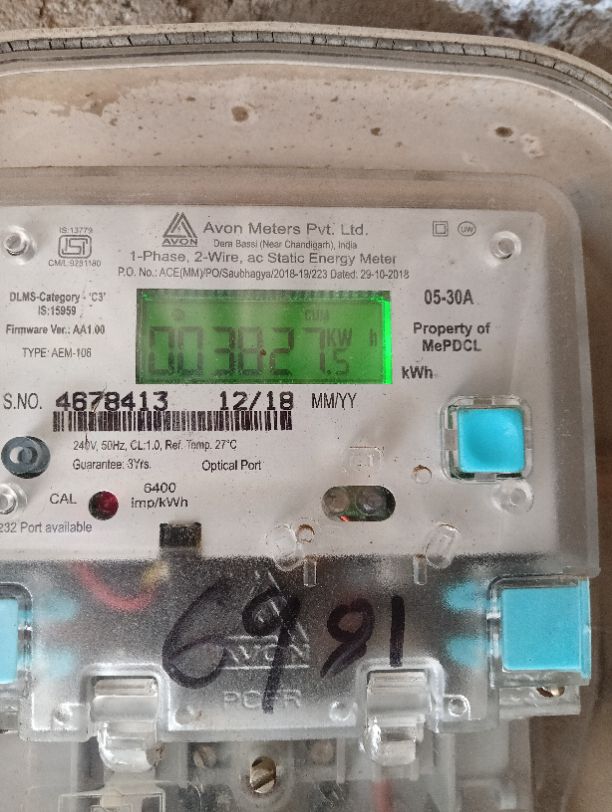 IS:13779
ISI
CM/L-9731180
AVON
Avon Meters Pvt. Ltd.
Dera Bassi (Near Chandigarh), India
1-Phase, 2-Wire, ac Static Energy Meter
P.O. No.: ACE(MM)/PO/Saubhagya/2018-19/223 Dated: 29-10-2018
DLMS-Category - 'C3'
IS:15959
Firmware Ver.: AA1.00
TYPE: AEM-106
CUM
003827.5 KW h
05-30A
Property of
MePDCL
kWh
S.NO. 4678413 12/18 MM/YY
240V, 50Hz, CL:1.0, Ref. Temp. 27°C
Guarantee: 3Yrs. Optical Port
CAL
6400
imp/kWh
232 Port available
AVON